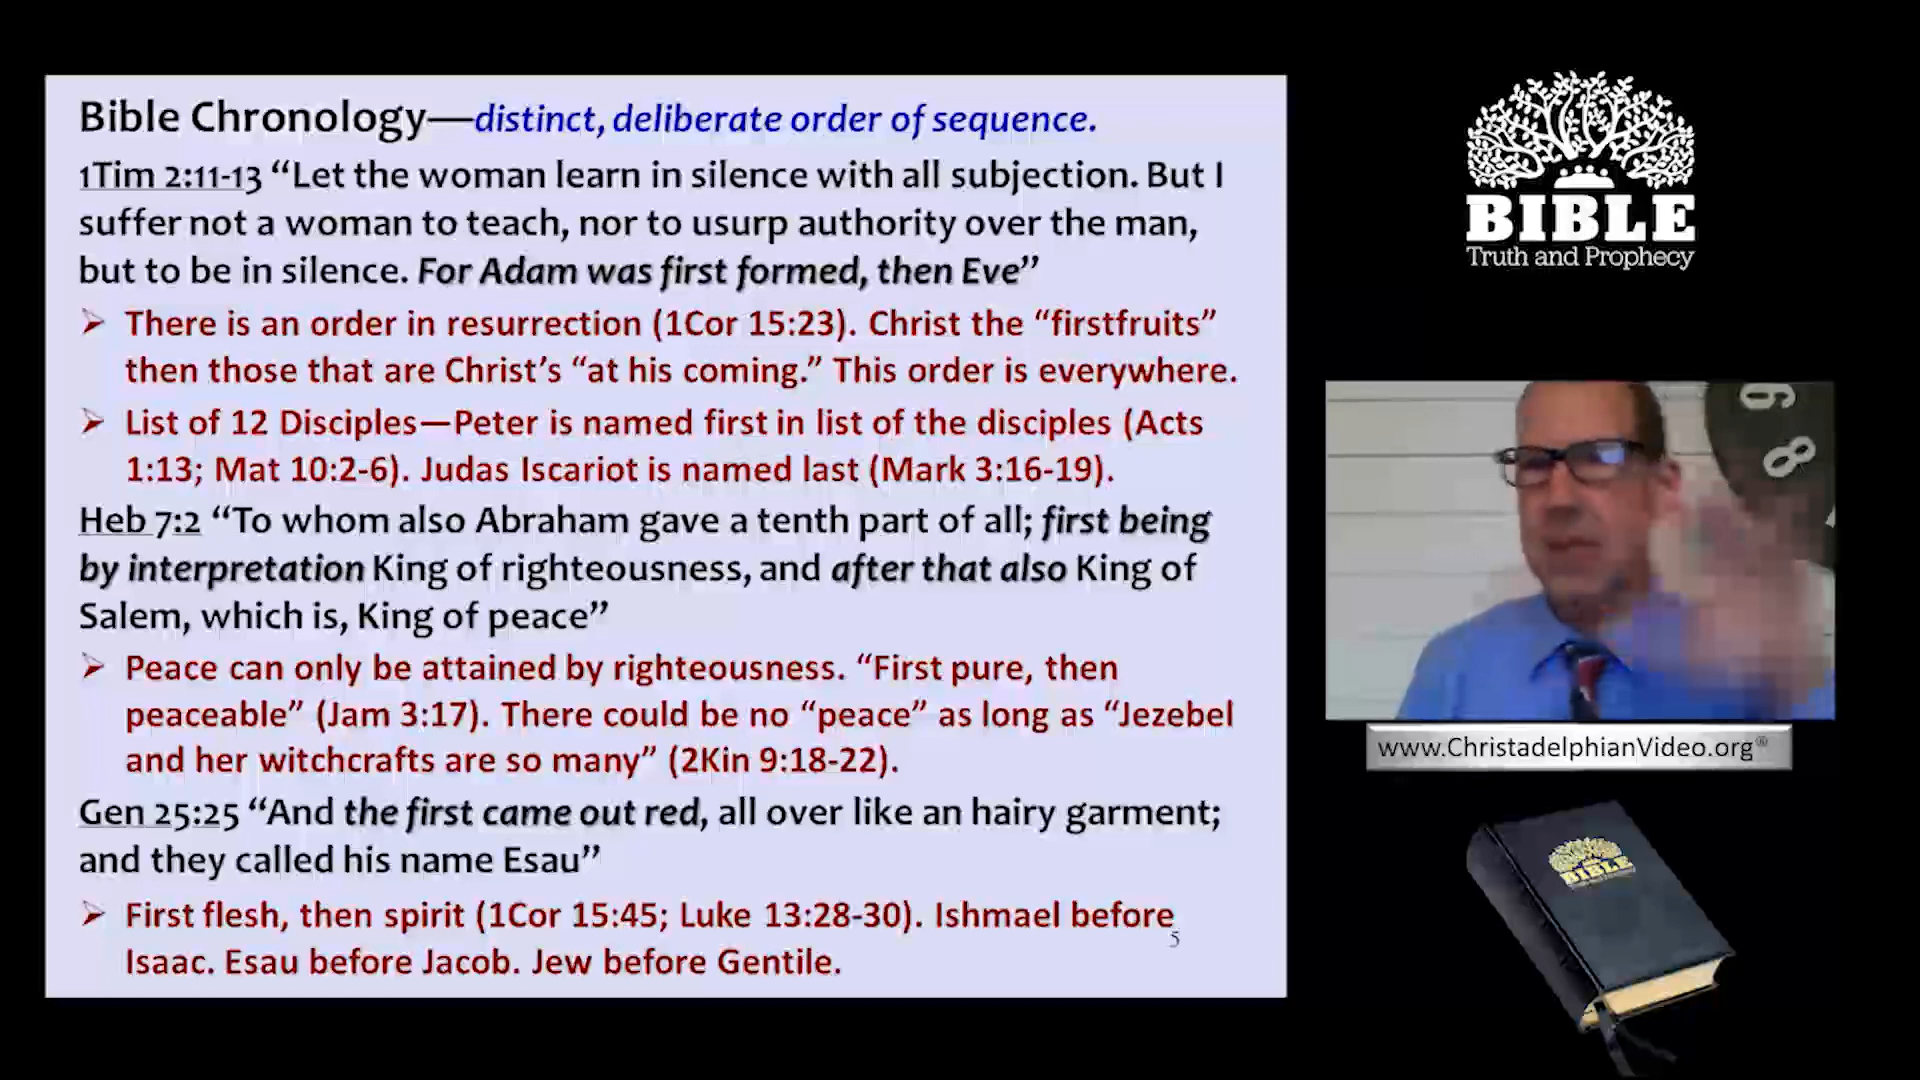 Bible Chronology—distinct, deliberate order of sequence.
1Tim 2:11-13 “Let the woman learn in silence with all subjection. But I
suffer not a woman to teach, nor to usurp authority over the man,
but to be in silence. For Adam was first formed, then Eve”
➢ There is an order in resurrection (1Cor 15:23). Christ the “firstfruits”
then those that are Christ’s “at his coming.” This order is everywhere.
➢ List of 12 Disciples—Peter is named first in list of the disciples (Acts
1:13; Mat 10:2-6). Judas Iscariot is named last (Mark 3:16-19).
Heb 7:2 “To whom also Abraham gave a tenth part of all; first being
by interpretation King of righteousness, and after that also King of
Salem, which is, King of peace”
➢ Peace can only be attained by righteousness. “First pure, then
peaceable” (Jam 3:17). There could be no “peace” as long as “Jezebel
and her witchcrafts are so many” (2Kin 9:18-22).
Gen 25:25 “And the first came out red, all over like an hairy garment;
and they called his name Esau”
➢ First flesh, then spirit (1Cor 15:45; Luke 13:28-30). Ishmael before
Isaac. Esau before Jacob. Jew before Gentile.
5
BIBLE
Truth and Prophecy
9
8
www.ChristadelphianVideo.org®
BIBLE